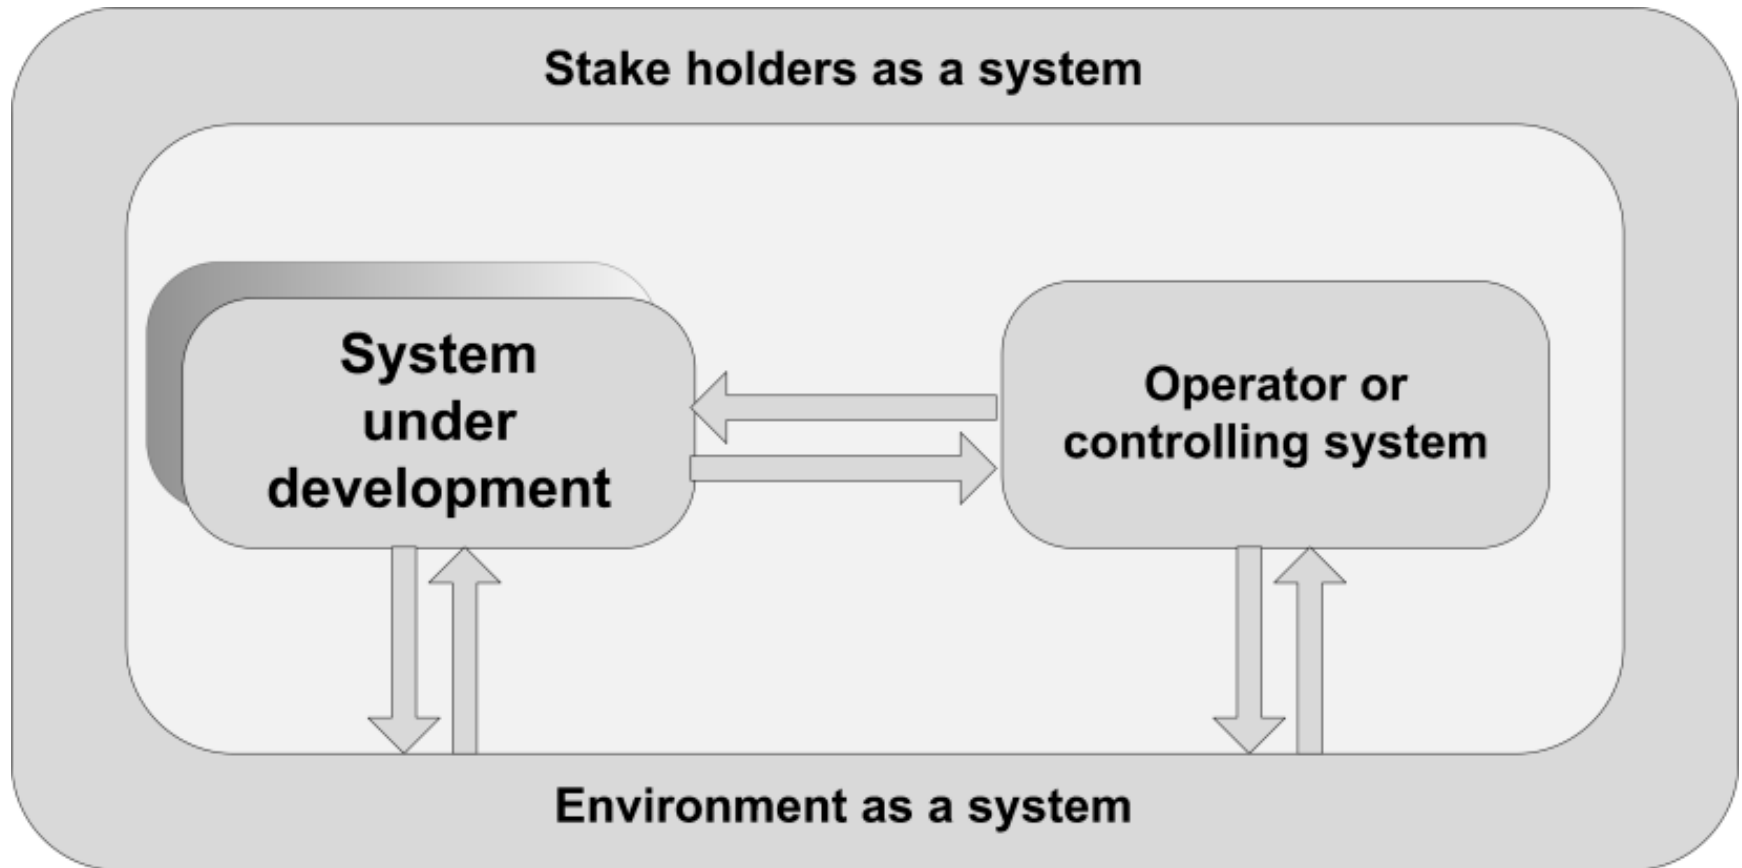 Stake holders as a system
System
under
development
Operator or
controlling system
Environment as a system